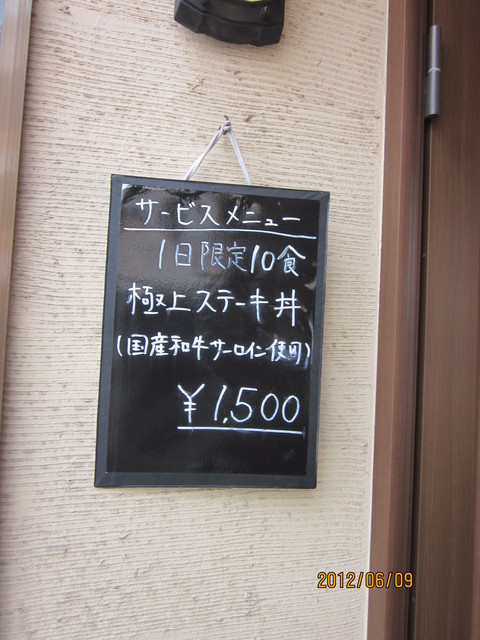 サービスメニュー
1日限定10食
極上ステーキ丼
(国産和牛サーロイン使用)
¥1,500
2012/06/09